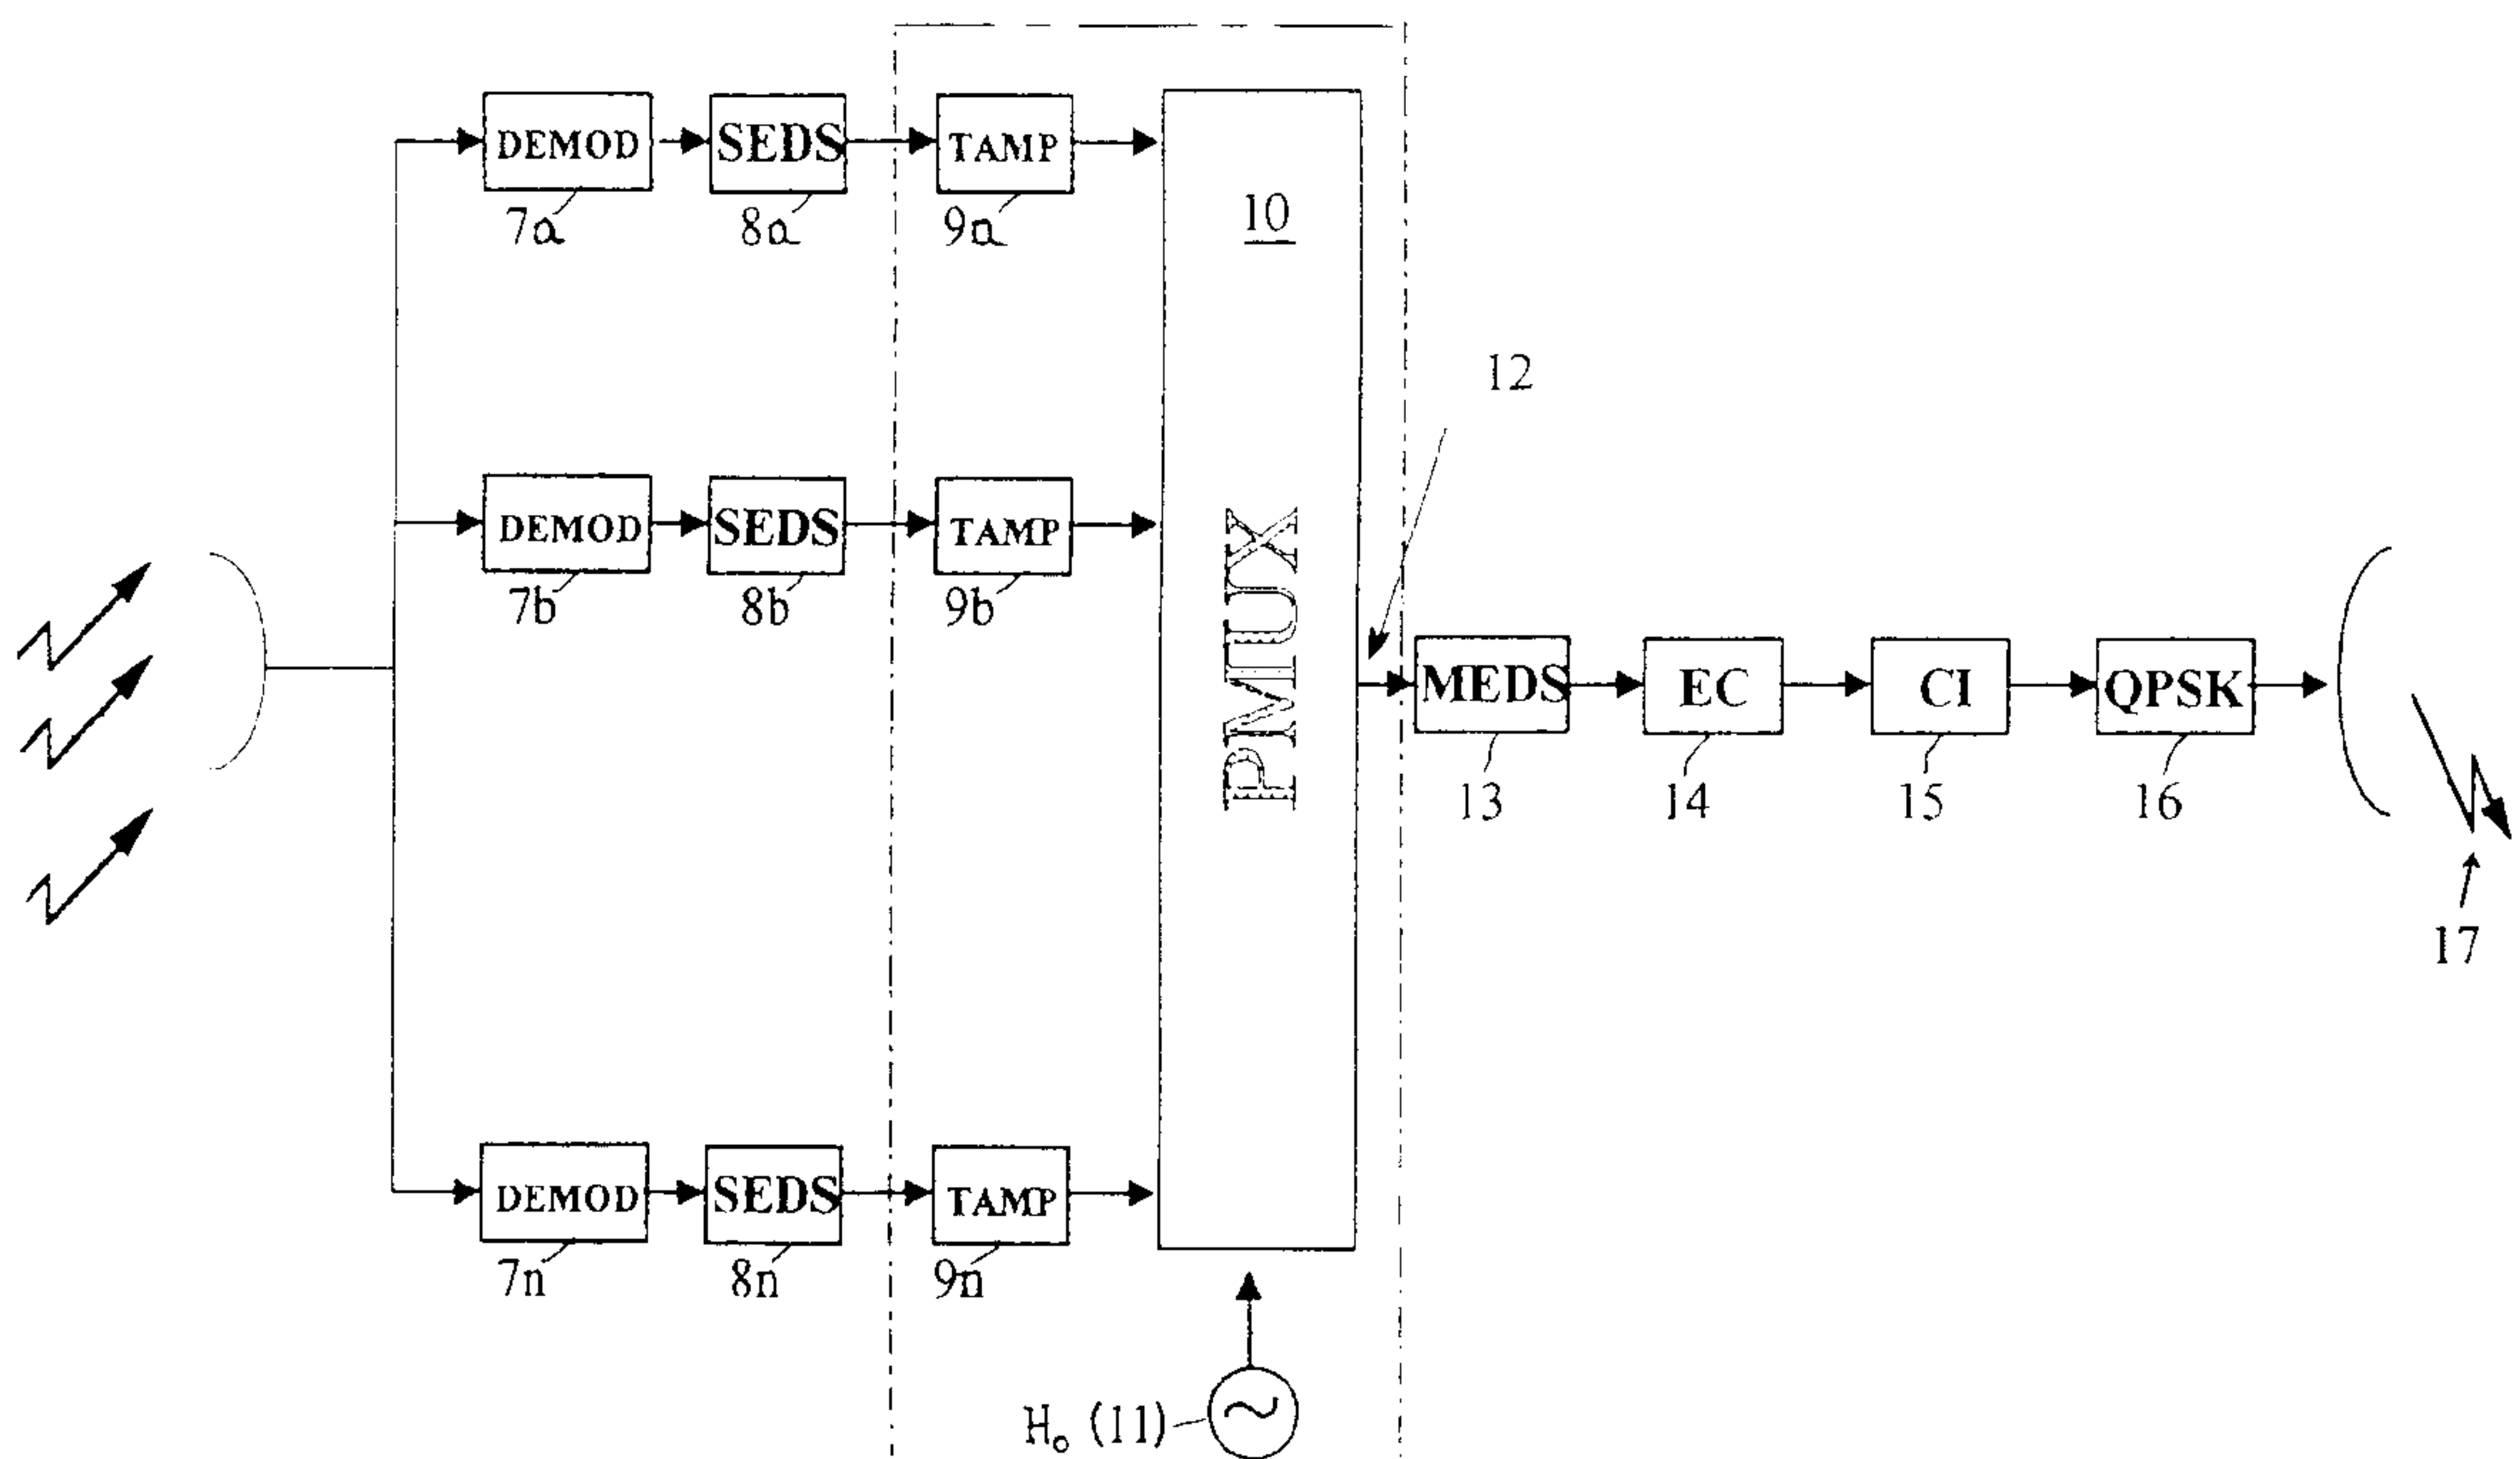 DEMOD SEDS TAMP
7a 8a 9a 10
12
DEMOD SEDS TAMP
7b 8b 9b
PMUX
MEDS EC CI QPSK
13 14 15 16
17
DEMOD SEDS TAMP
7n 8n 9n
H₀ (11)